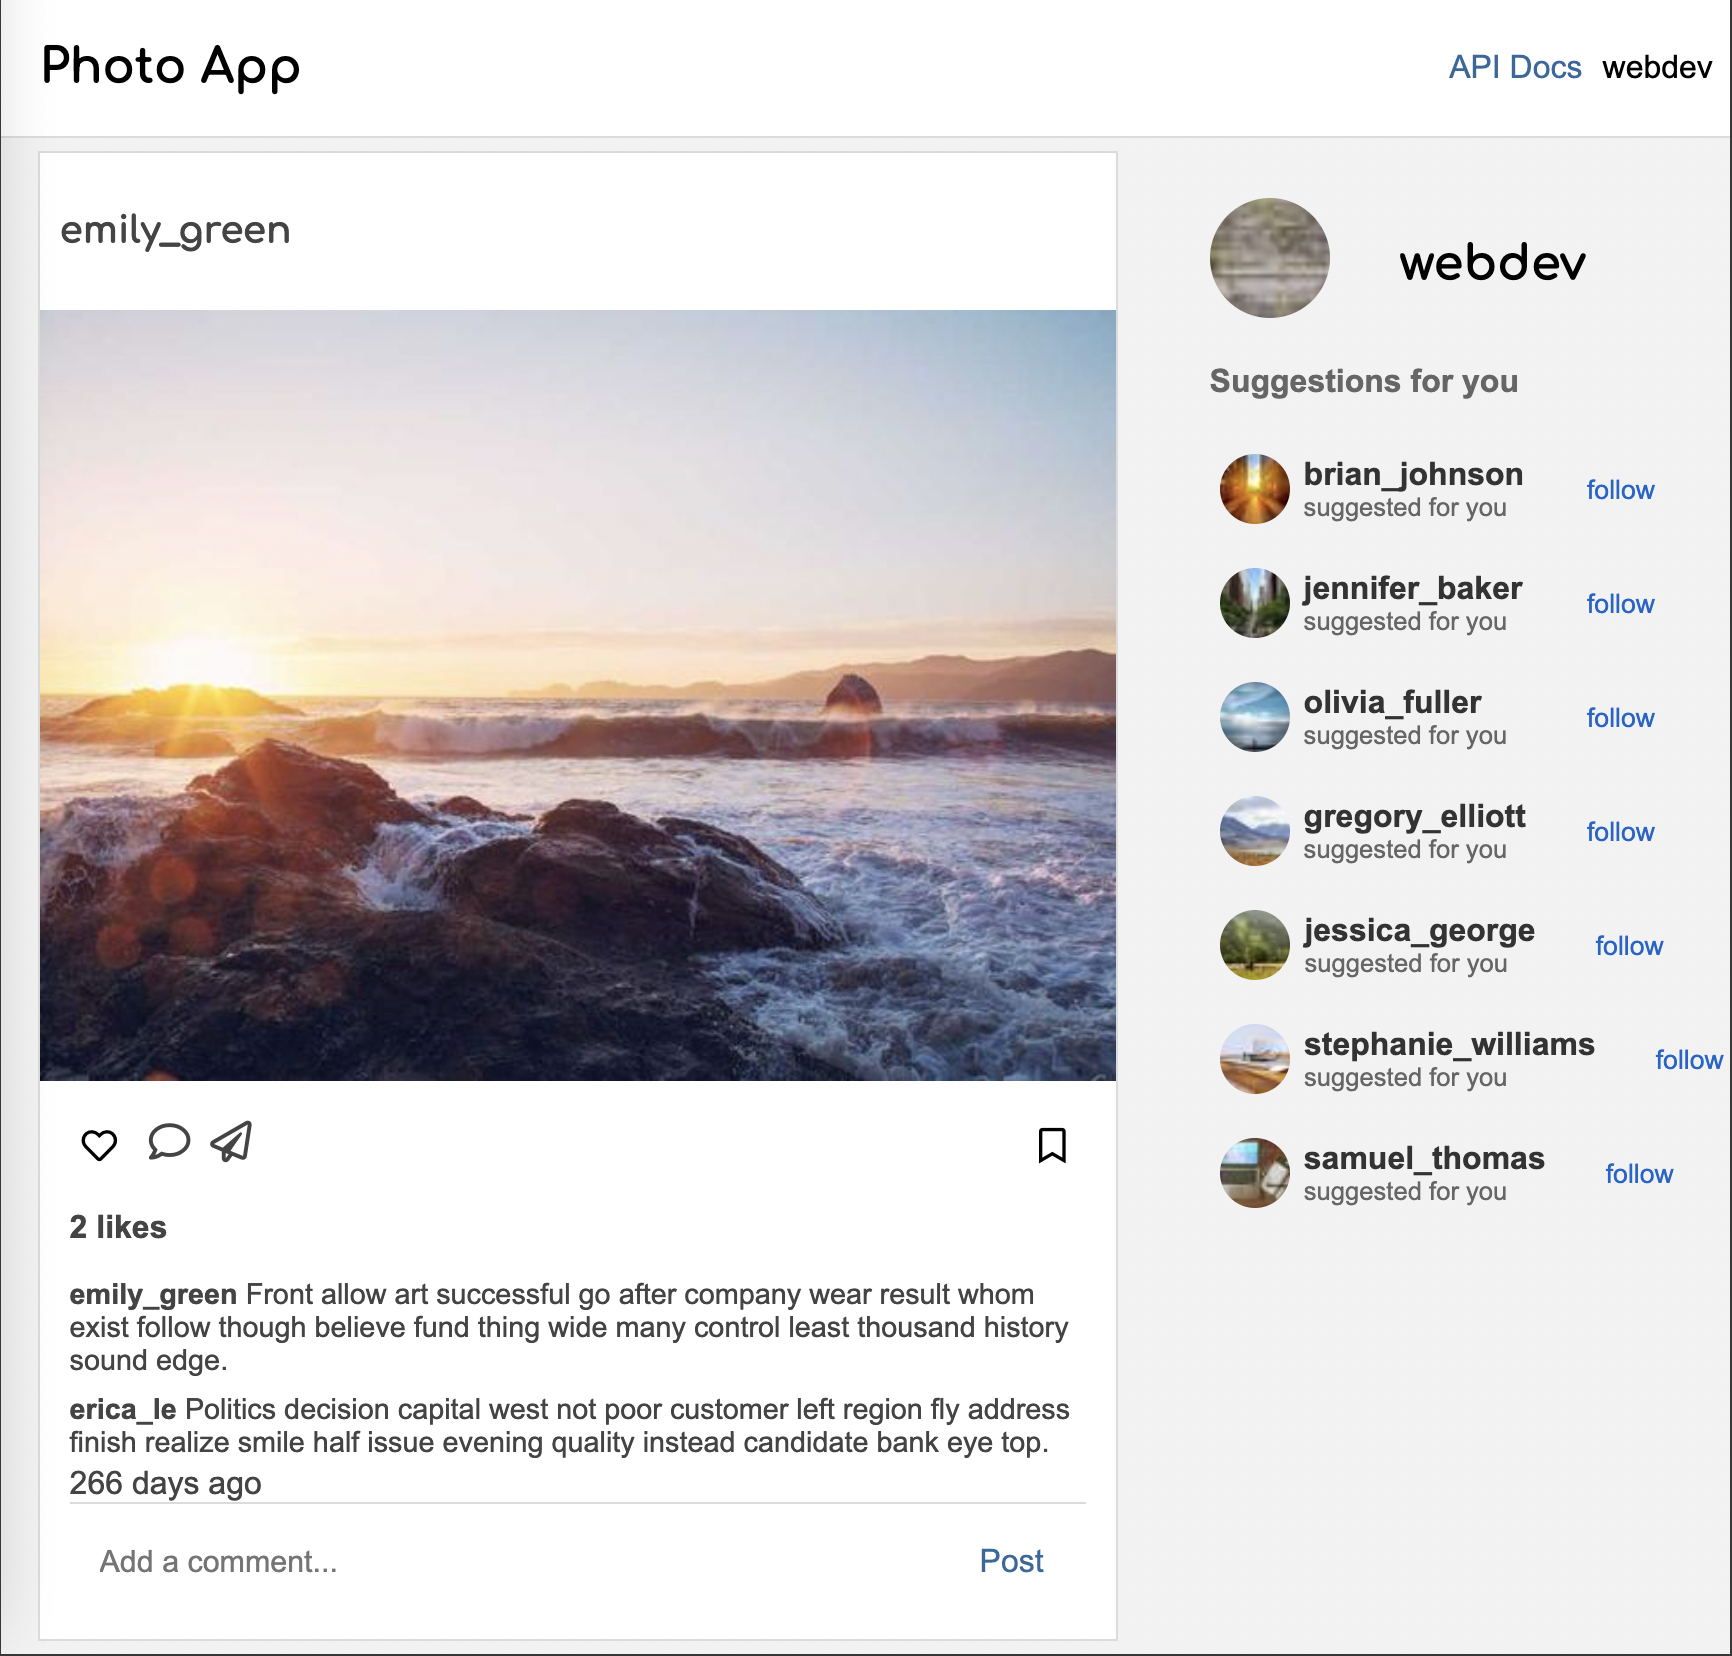 Photo App
API Docs webdev
emily_green
2 likes
emily_green Front allow art successful go after company wear result whom
exist follow though believe fund thing wide many control least thousand history
sound edge.
erica_le Politics decision capital west not poor customer left region fly address
finish realize smile half issue evening quality instead candidate bank eye top.
266 days ago
Add a comment...
Post
webdev
Suggestions for you
brian_johnson
suggested for you
follow
jennifer_baker
suggested for you
follow
olivia_fuller
suggested for you
follow
gregory_elliott
suggested for you
follow
jessica_george
suggested for you
follow
stephanie_williams
suggested for you
follow
samuel_thomas
suggested for you
follow